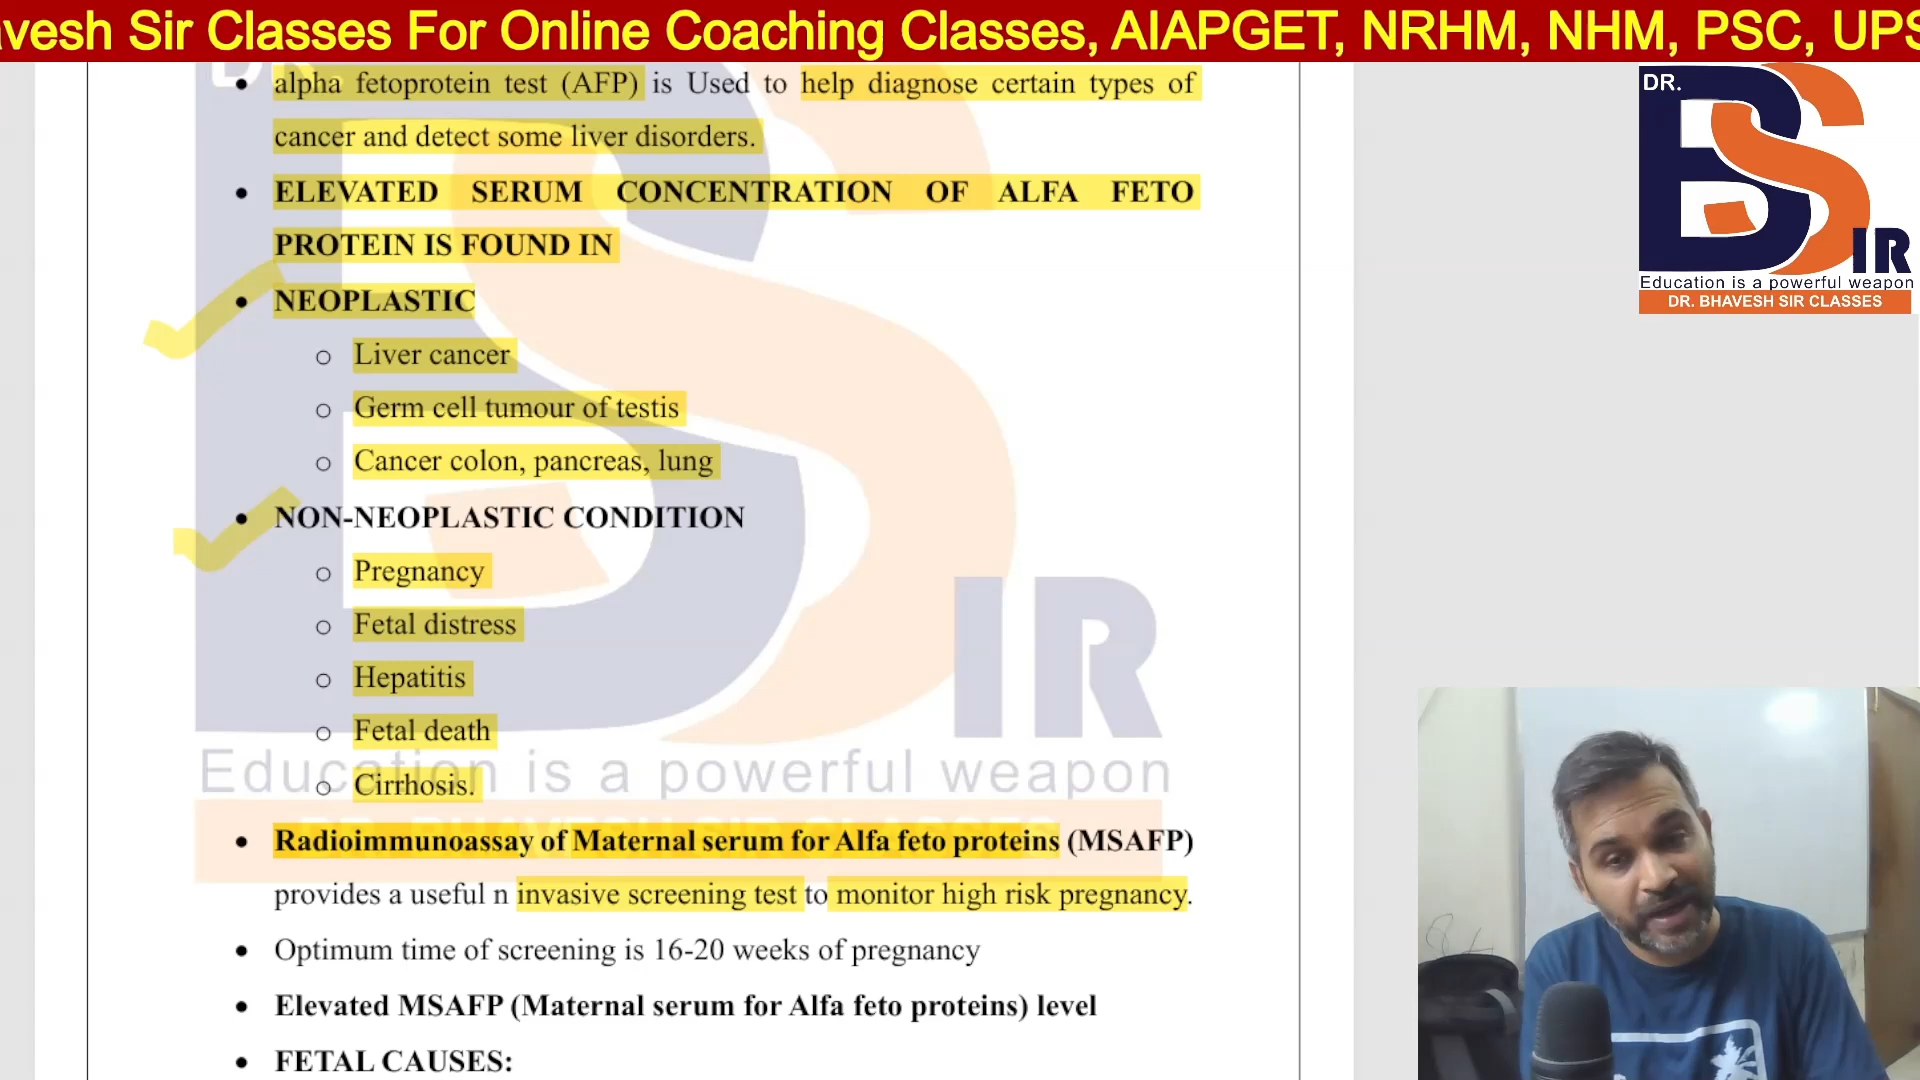 avesh Sir Classes For Online Coaching Classes, AIAPGET, NRHM, NHM, PSC, UPS
DR.
BS
IR
Education is a powerful weapon
DR. BHAVESH SIR CLASSES
• alpha fetoprotein test (AFP) is Used to help diagnose certain types of
cancer and detect some liver disorders.
• ELEVATED SERUM CONCENTRATION OF ALFA FETO
PROTEIN IS FOUND IN
• NEOPLASTIC
o Liver cancer
o Germ cell tumour of testis
o Cancer colon, pancreas, lung
• NON-NEOPLASTIC CONDITION
o Pregnancy
o Fetal distress
o Hepatitis
o Fetal death
IR
Education is a powerful weapon
o Cirrhosis.
• Radioimmunoassay of Maternal serum for Alfa feto proteins (MSAFP)
provides a useful n invasive screening test to monitor high risk pregnancy.
• Optimum time of screening is 16-20 weeks of pregnancy
• Elevated MSAFP (Maternal serum for Alfa feto proteins) level
• FETAL CAUSES: